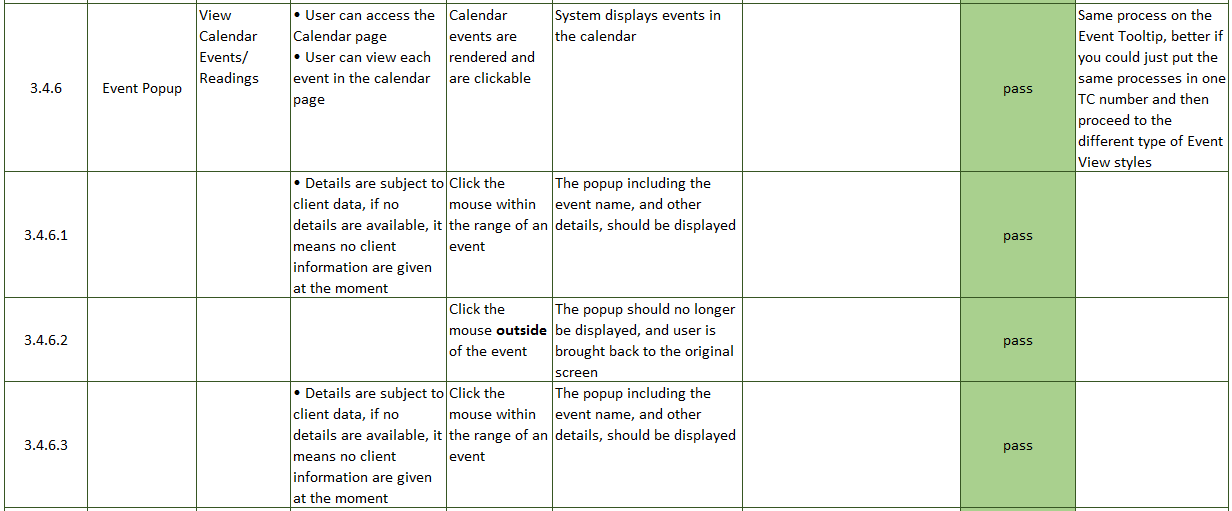 3.4.6
Event Popup
View
Calendar
Events/
Readings
• User can access the
Calendar page
• User can view each
event in the calendar
page
Calendar
events are
rendered and
are clickable
System displays events in
the calendar
pass
Same process on the
Event Tooltip, better if
you could just put the
same processes in one
TC number and then
proceed to the
different type of Event
View styles
3.4.6.1
• Details are subject to
client data, if no
details are available, it
means no client
information are given
at the moment
Click the
mouse within
the range of an
event
The popup including the
event name, and other
details, should be displayed
pass
3.4.6.2
Click the
mouse outside
of the event
The popup should no longer
be displayed, and user is
brought back to the original
screen
pass
3.4.6.3
• Details are subject to
client data, if no
details are available, it
means no client
information are given
at the moment
Click the
mouse within
the range of an
event
The popup including the
event name, and other
details, should be displayed
pass